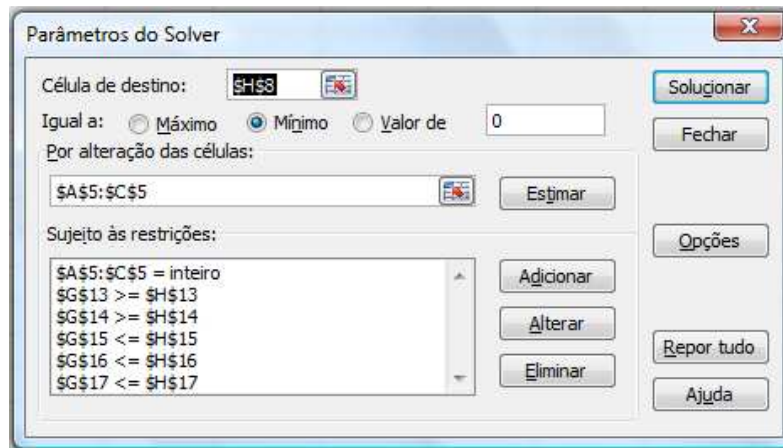 Parâmetros do Solver
Célula de destino: $H$8
Solucionar
Igual a: Máximo Mínimo Valor de 0
Fechar
Por alteração das células:
$A$5:$C$5 Estimar
Sujeito às restrições:
Opções
$A$5:$C$5 = inteiro
$G$13 >= $H$13
$G$14 >= $H$14
$G$15 <= $H$15
$G$16 <= $H$16
$G$17 <= $H$17
Adicionar
Alterar
Eliminar
Repor tudo
Ajuda